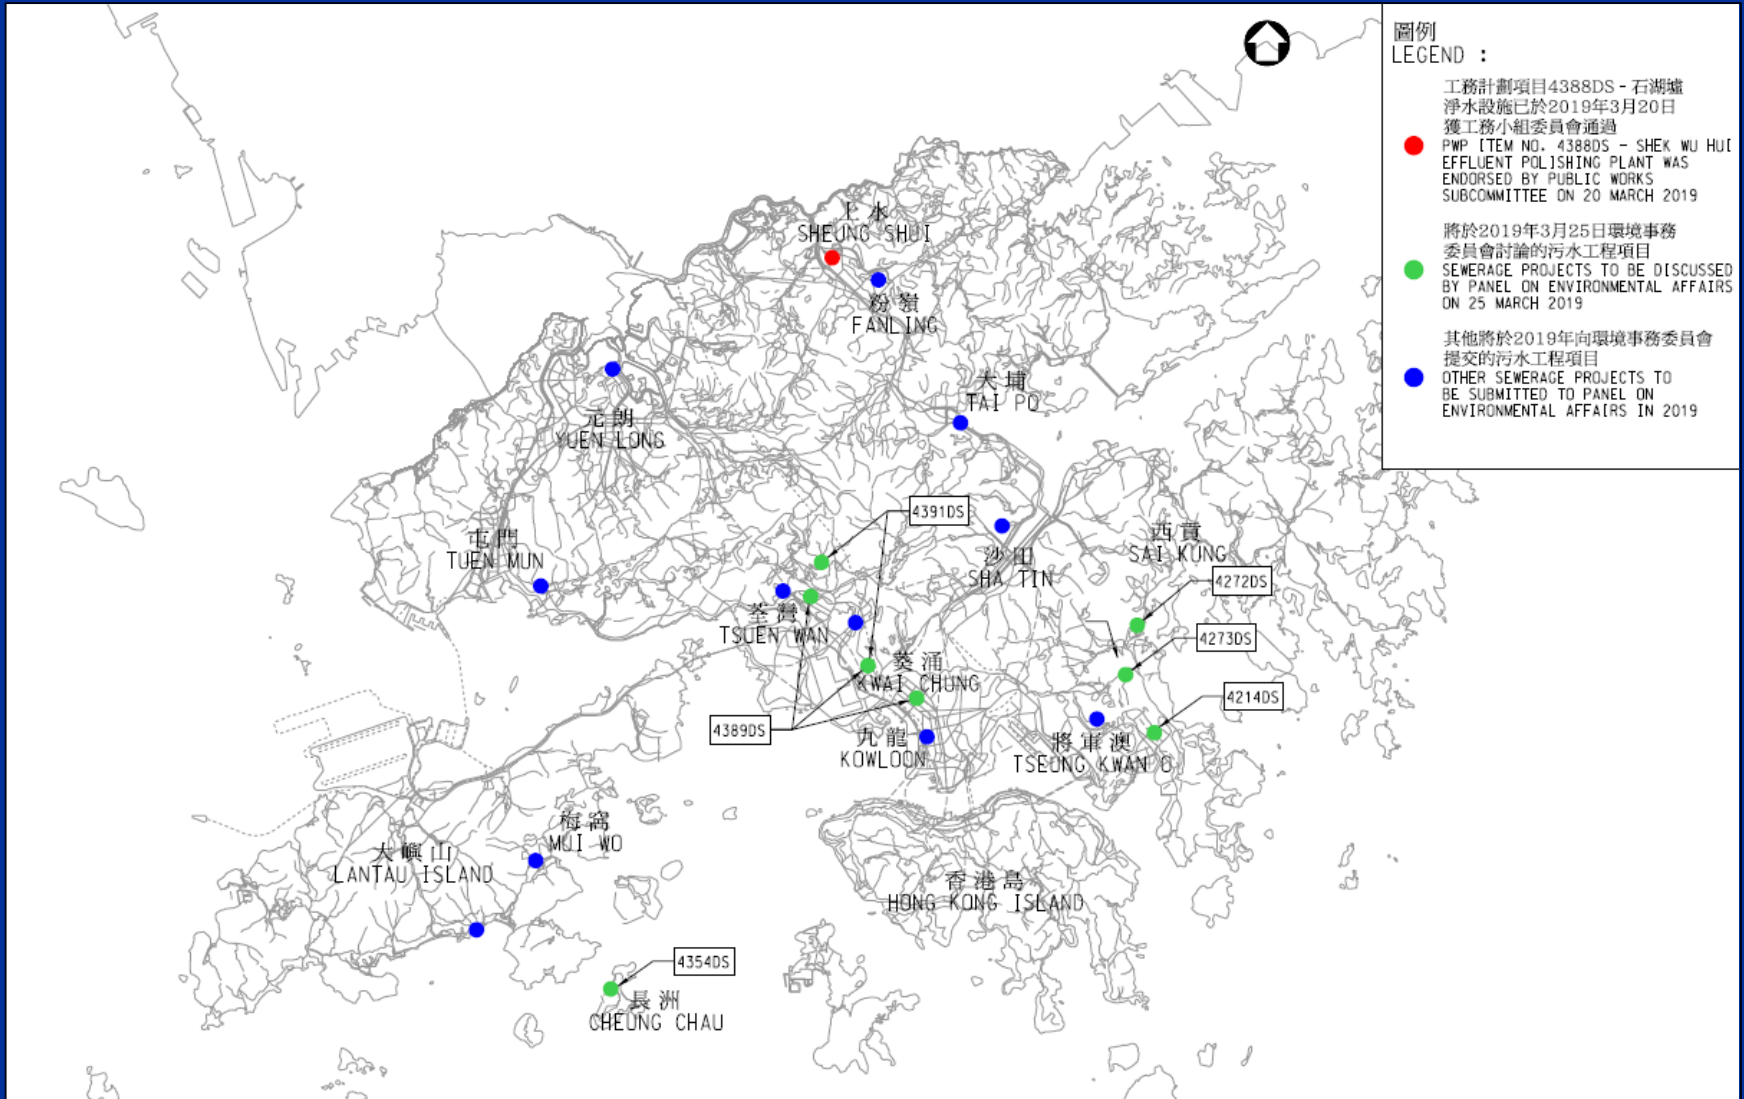 圖例
LEGEND :
工務計劃項目4388DS - 石湖墟
淨水設施已於2019年3月20日
獲工務小組委員會通過
PWP ITEM NO. 4388DS - SHEK WU HUI
EFFLUENT POLISHING PLANT WAS
ENDORSED BY PUBLIC WORKS
SUBCOMMITTEE ON 20 MARCH 2019
將於2019年3月25日環境事務
委員會討論的污水工程項目
SEWERAGE PROJECTS TO BE DISCUSSED
BY PANEL ON ENVIRONMENTAL AFFAIRS
ON 25 MARCH 2019
其他將於2019年向環境事務委員會
提交的污水工程項目
OTHER SEWERAGE PROJECTS TO
BE SUBMITTED TO PANEL ON
ENVIRONMENTAL AFFAIRS IN 2019
上水
SHEUNG SHUI
粉嶺
FANLING
大埔
TAI PO
元朗
YUEN LONG
4391DS
屯門
TUEN MUN
沙田
SHA TIN
西貢
SAI KUNG
4272DS
荃灣
TSUEN WAN
4273DS
葵涌
KWAI CHUNG
4214DS
4389DS
九龍
KOWLOON
將軍澳
TSEUNG KWAN O
梅窩
MUI WO
大嶼山
LANTAU ISLAND
香港島
HONG KONG ISLAND
4354DS
長洲
CHEUNG CHAU